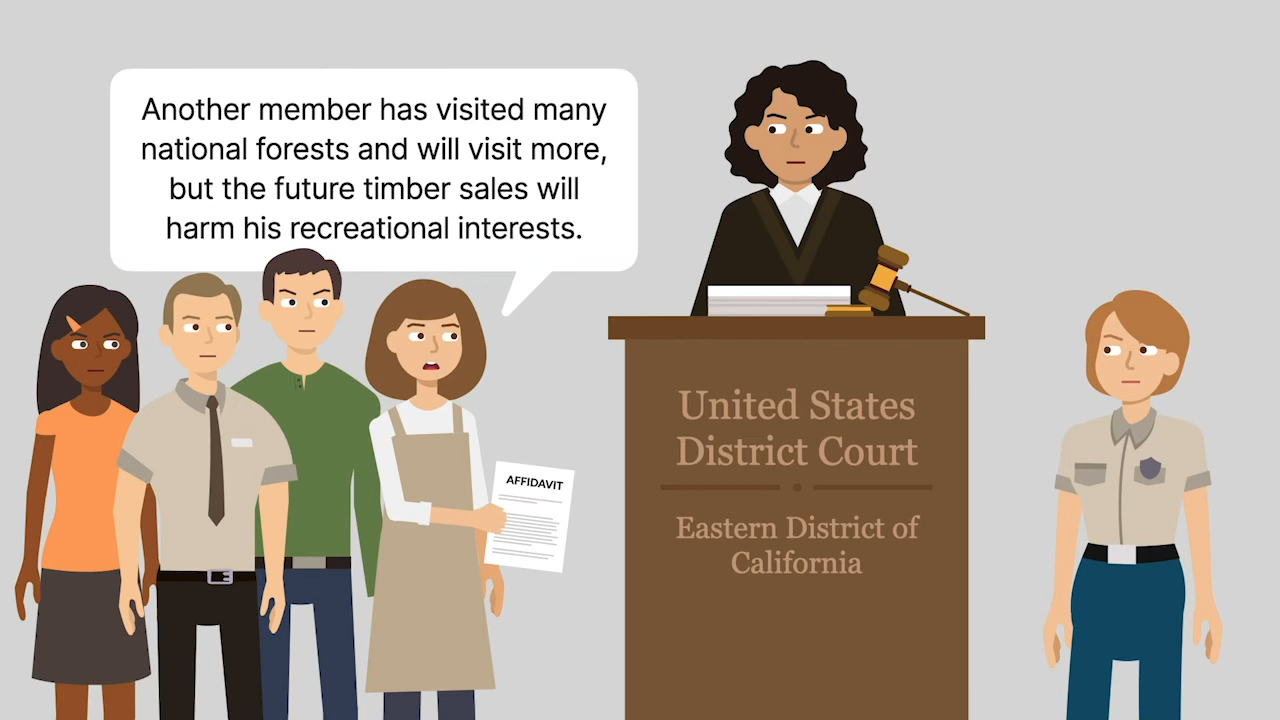 Another member has visited many
national forests and will visit more,
but the future timber sales will
harm his recreational interests.
AFFIDAVIT
United States
District Court
Eastern District of
California